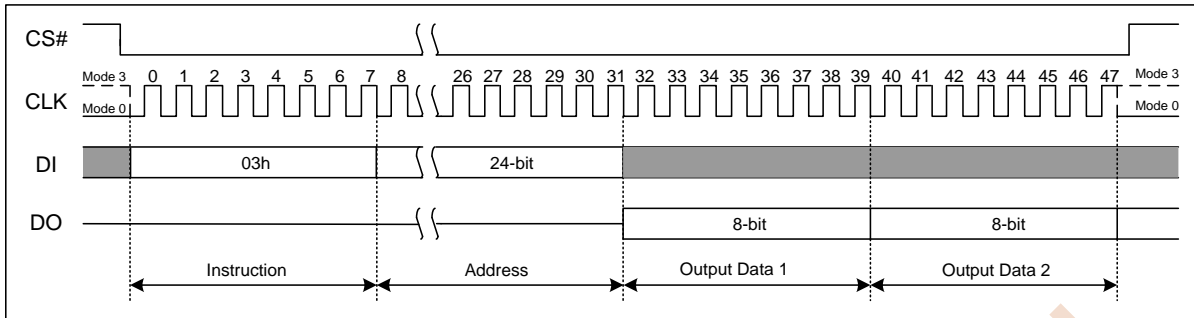 CS#
Mode 3 0 1 2 3 4 5 6 7 8 26 27 28 29 30 31 32 33 34 35 36 37 38 39 40 41 42 43 44 45 46 47 Mode 3
CLK
Mode 0 Mode 0
DI 03h 24-bit
DO 8-bit 8-bit
Instruction Address Output Data 1 Output Data 2